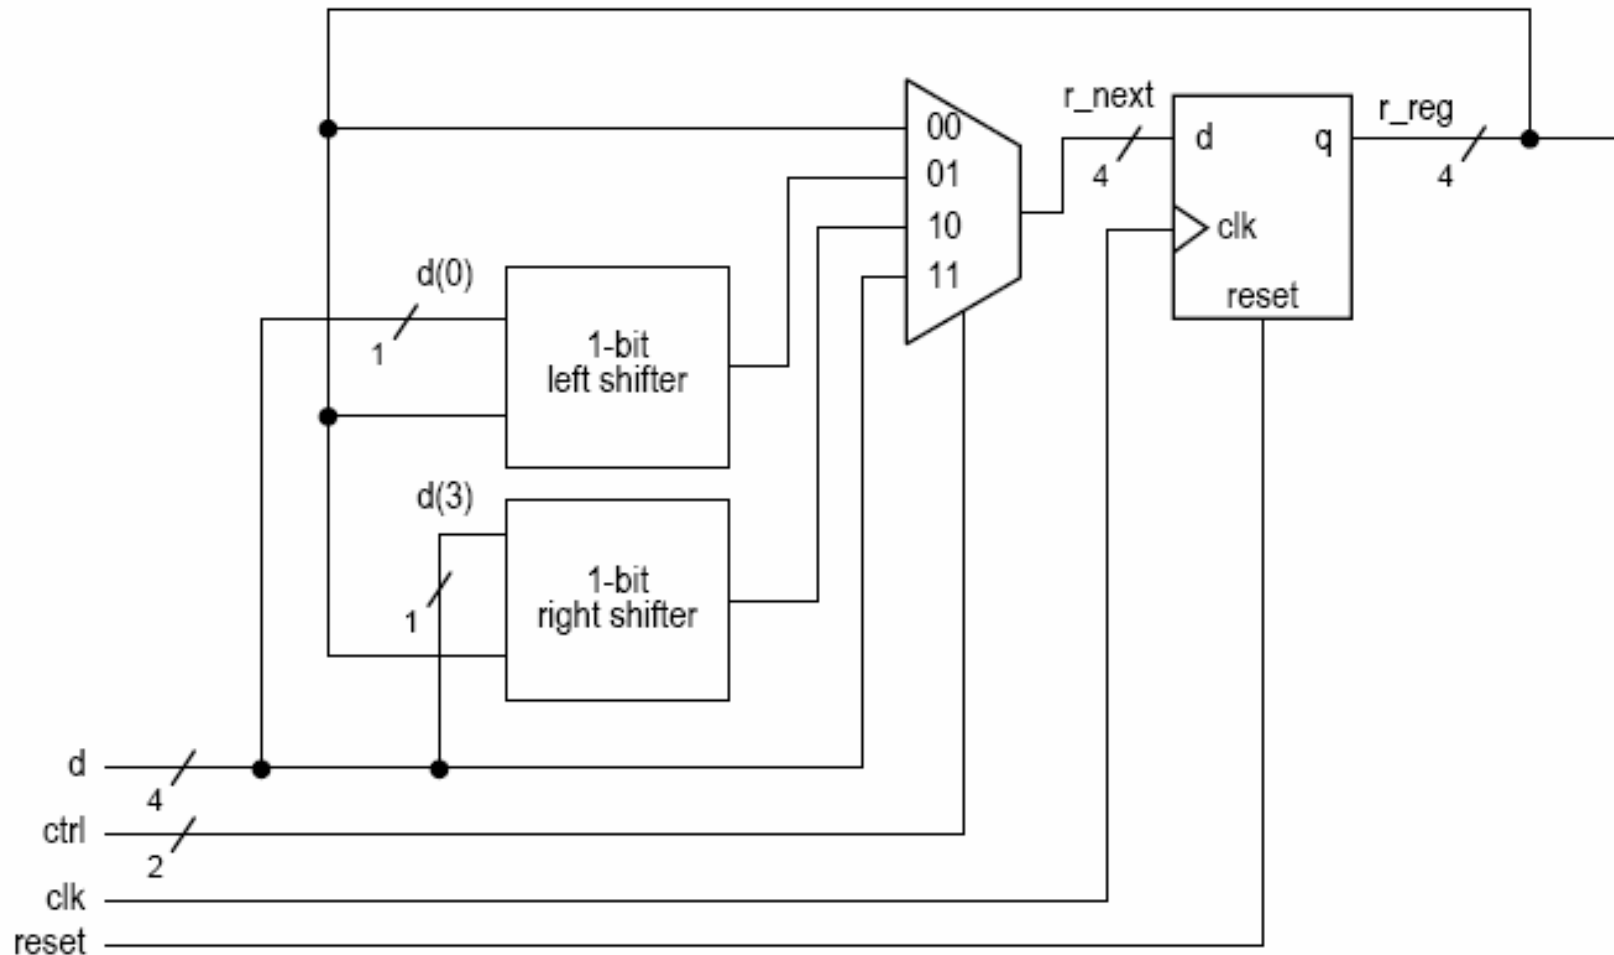 r_next
r_reg
00
d
q
4
4
01
10
clk
11
d(0)
reset
1
1-bit
left shifter
d(3)
1-bit
right shifter
1
d
4
ctrl
2
clk
reset